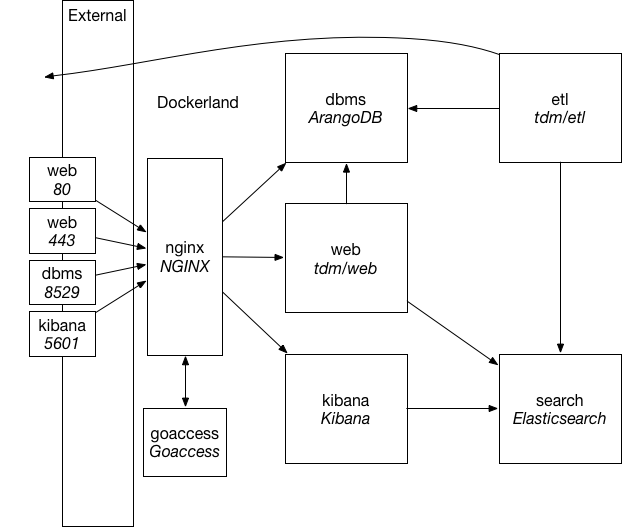 External
Dockerland
dbms
ArangoDB
etl
tdm/etl
web
80
web
443
dbms
8529
kibana
5601
nginx
NGINX
web
tdm/web
goaccess
Goaccess
kibana
Kibana
search
Elasticsearch